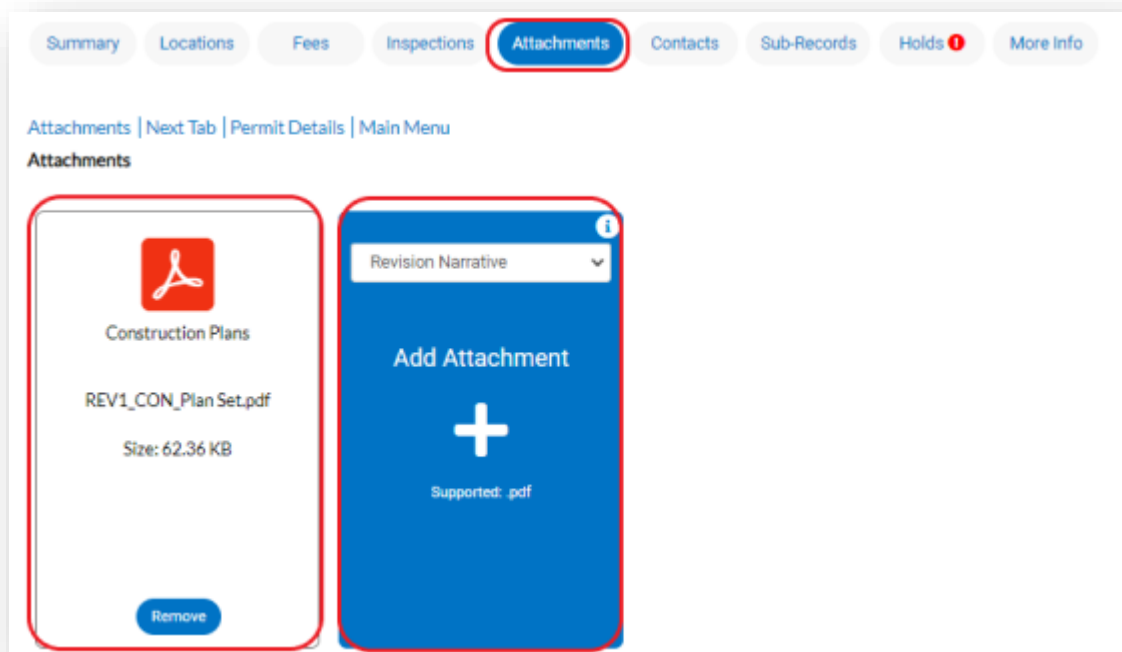 Summary Locations Fees Inspections Attachments Contacts Sub-Records Holds ! More Info
Attachments | Next Tab | Permit Details | Main Menu
Attachments
Construction Plans
REV1_CON_Plan Set.pdf
Size: 62.36 KB
Remove
i
Revision Narrative
Add Attachment
Supported: .pdf